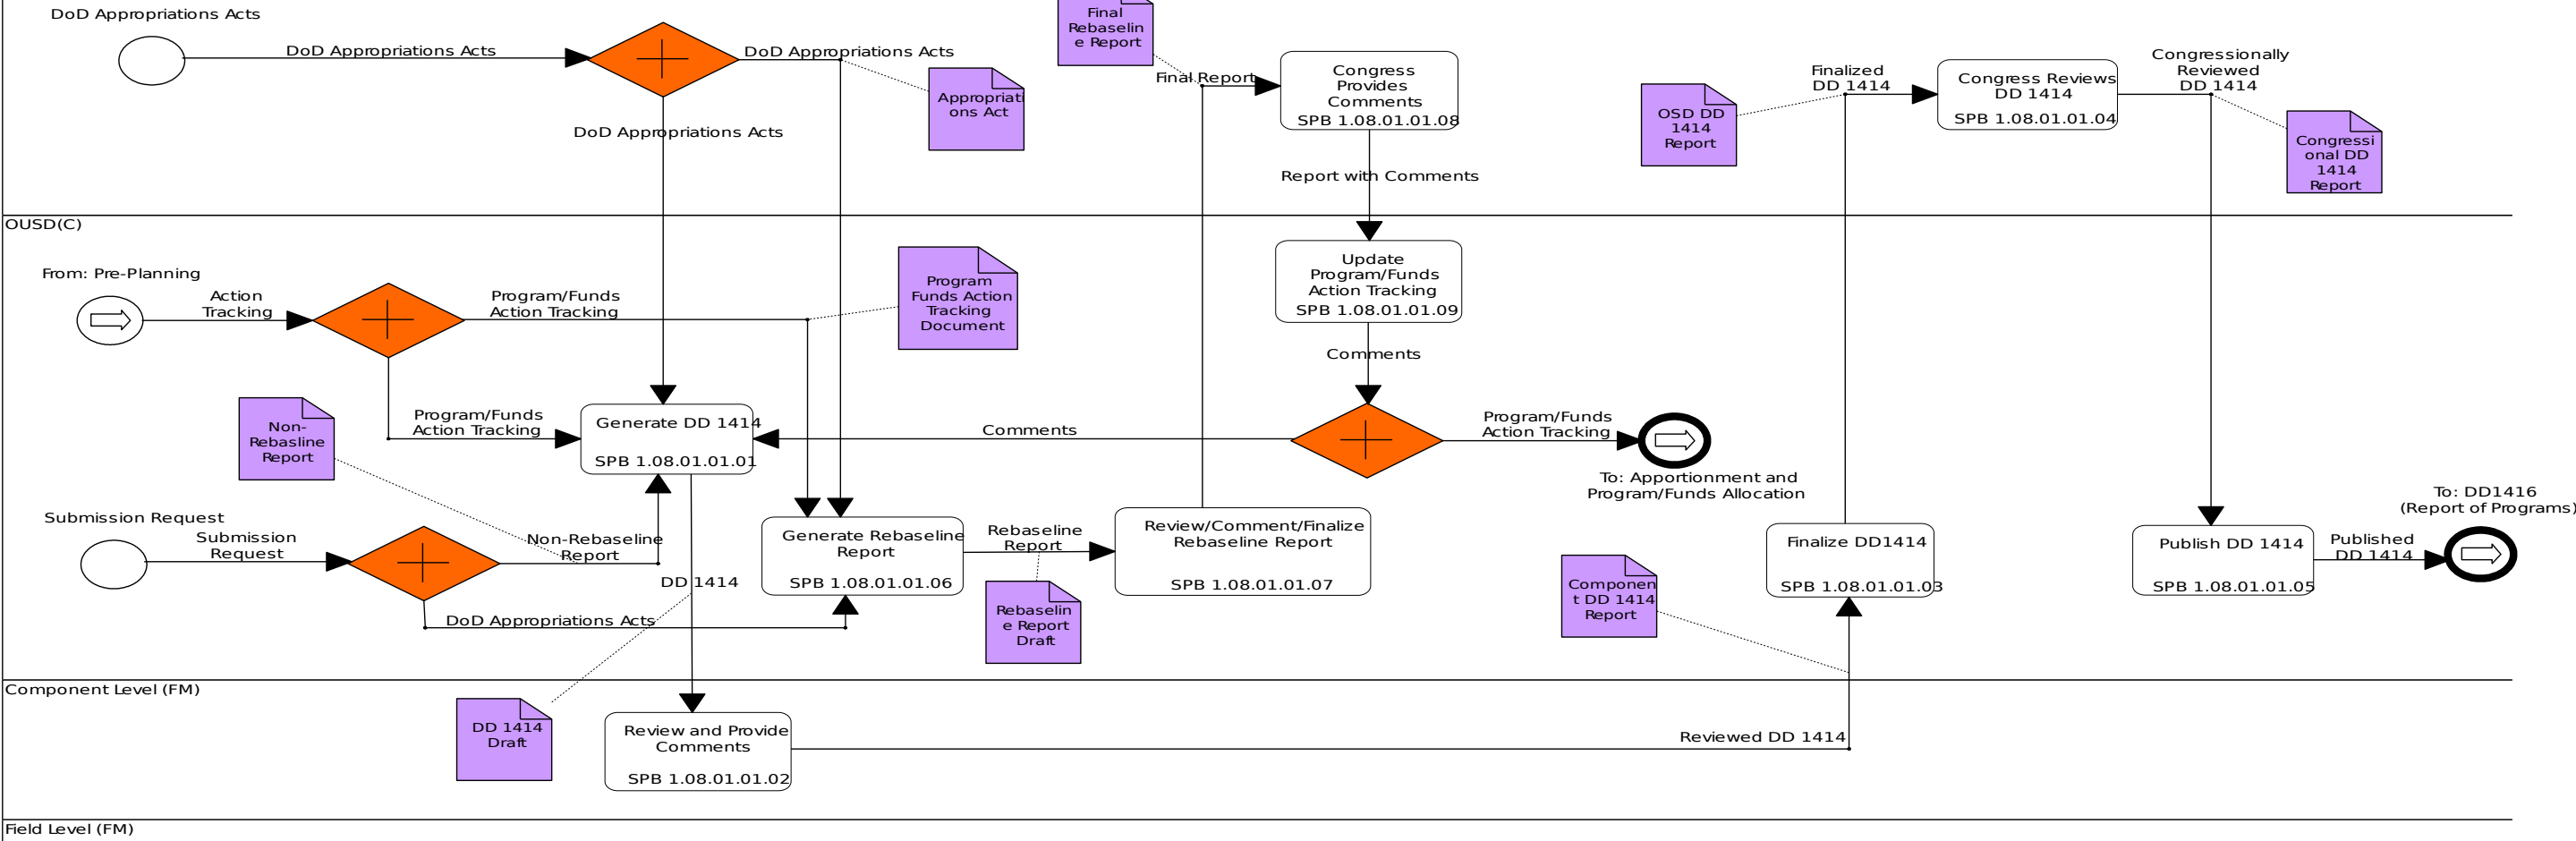 DoD Appropriations Acts
DoD Appropriations Acts
DoD Appropriations Acts
Appropriati
ons Act
DoD Appropriations Acts
Final
Rebaselin
e Report
Final Report
Congress
Provides
Comments
SPB 1.08.01.01.08
Report with Comments
OSD DD
1414
Report
Finalized
DD 1414
Congress Reviews
DD 1414
SPB 1.08.01.01.04
Congressionally
Reviewed
DD 1414
Congressi
onal DD
1414
Report
OUSD(C)
From: Pre-Planning
Action
Tracking
Program/Funds
Action Tracking
Program
Funds Action
Tracking
Document
Update
Program/Funds
Action Tracking
SPB 1.08.01.01.09
Comments
Non-
Rebasline
Report
Program/Funds
Action Tracking
Generate DD 1414
SPB 1.08.01.01.01
Comments
Program/Funds
Action Tracking
To: Apportionment and
Program/Funds Allocation
Submission Request
Submission
Request
Non-Rebaseline
Report
DD 1414
DoD Appropriations Acts
Generate Rebaseline
Report
SPB 1.08.01.01.06
Rebaseline
Report
Rebaselin
e Report
Draft
Review/Comment/Finalize
Rebaseline Report
SPB 1.08.01.01.07
Componen
t DD 1414
Report
Finalize DD1414
SPB 1.08.01.01.03
Publish DD 1414
SPB 1.08.01.01.05
Published
DD 1414
To: DD1416
(Report of Programs)
Component Level (FM)
DD 1414
Draft
Review and Provide
Comments
SPB 1.08.01.01.02
Reviewed DD 1414
Field Level (FM)